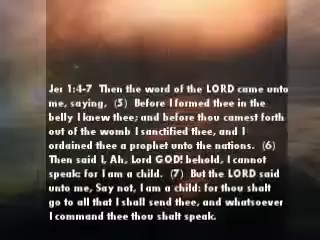 Jer 1:4-7  Then the word of the LORD came unto
me, saying,  (5)  Before I formed thee in the
belly I knew thee; and before thou camest forth
out of the womb I sanctified thee, and I
ordained thee a prophet unto the nations.  (6)
Then said I, Ah, Lord GOD! behold, I cannot
speak: for I am a child.  (7)  But the LORD said
unto me, Say not, I am a child: for thou shalt
go to all that I shall send thee, and whatsoever
I command thee thou shalt speak.